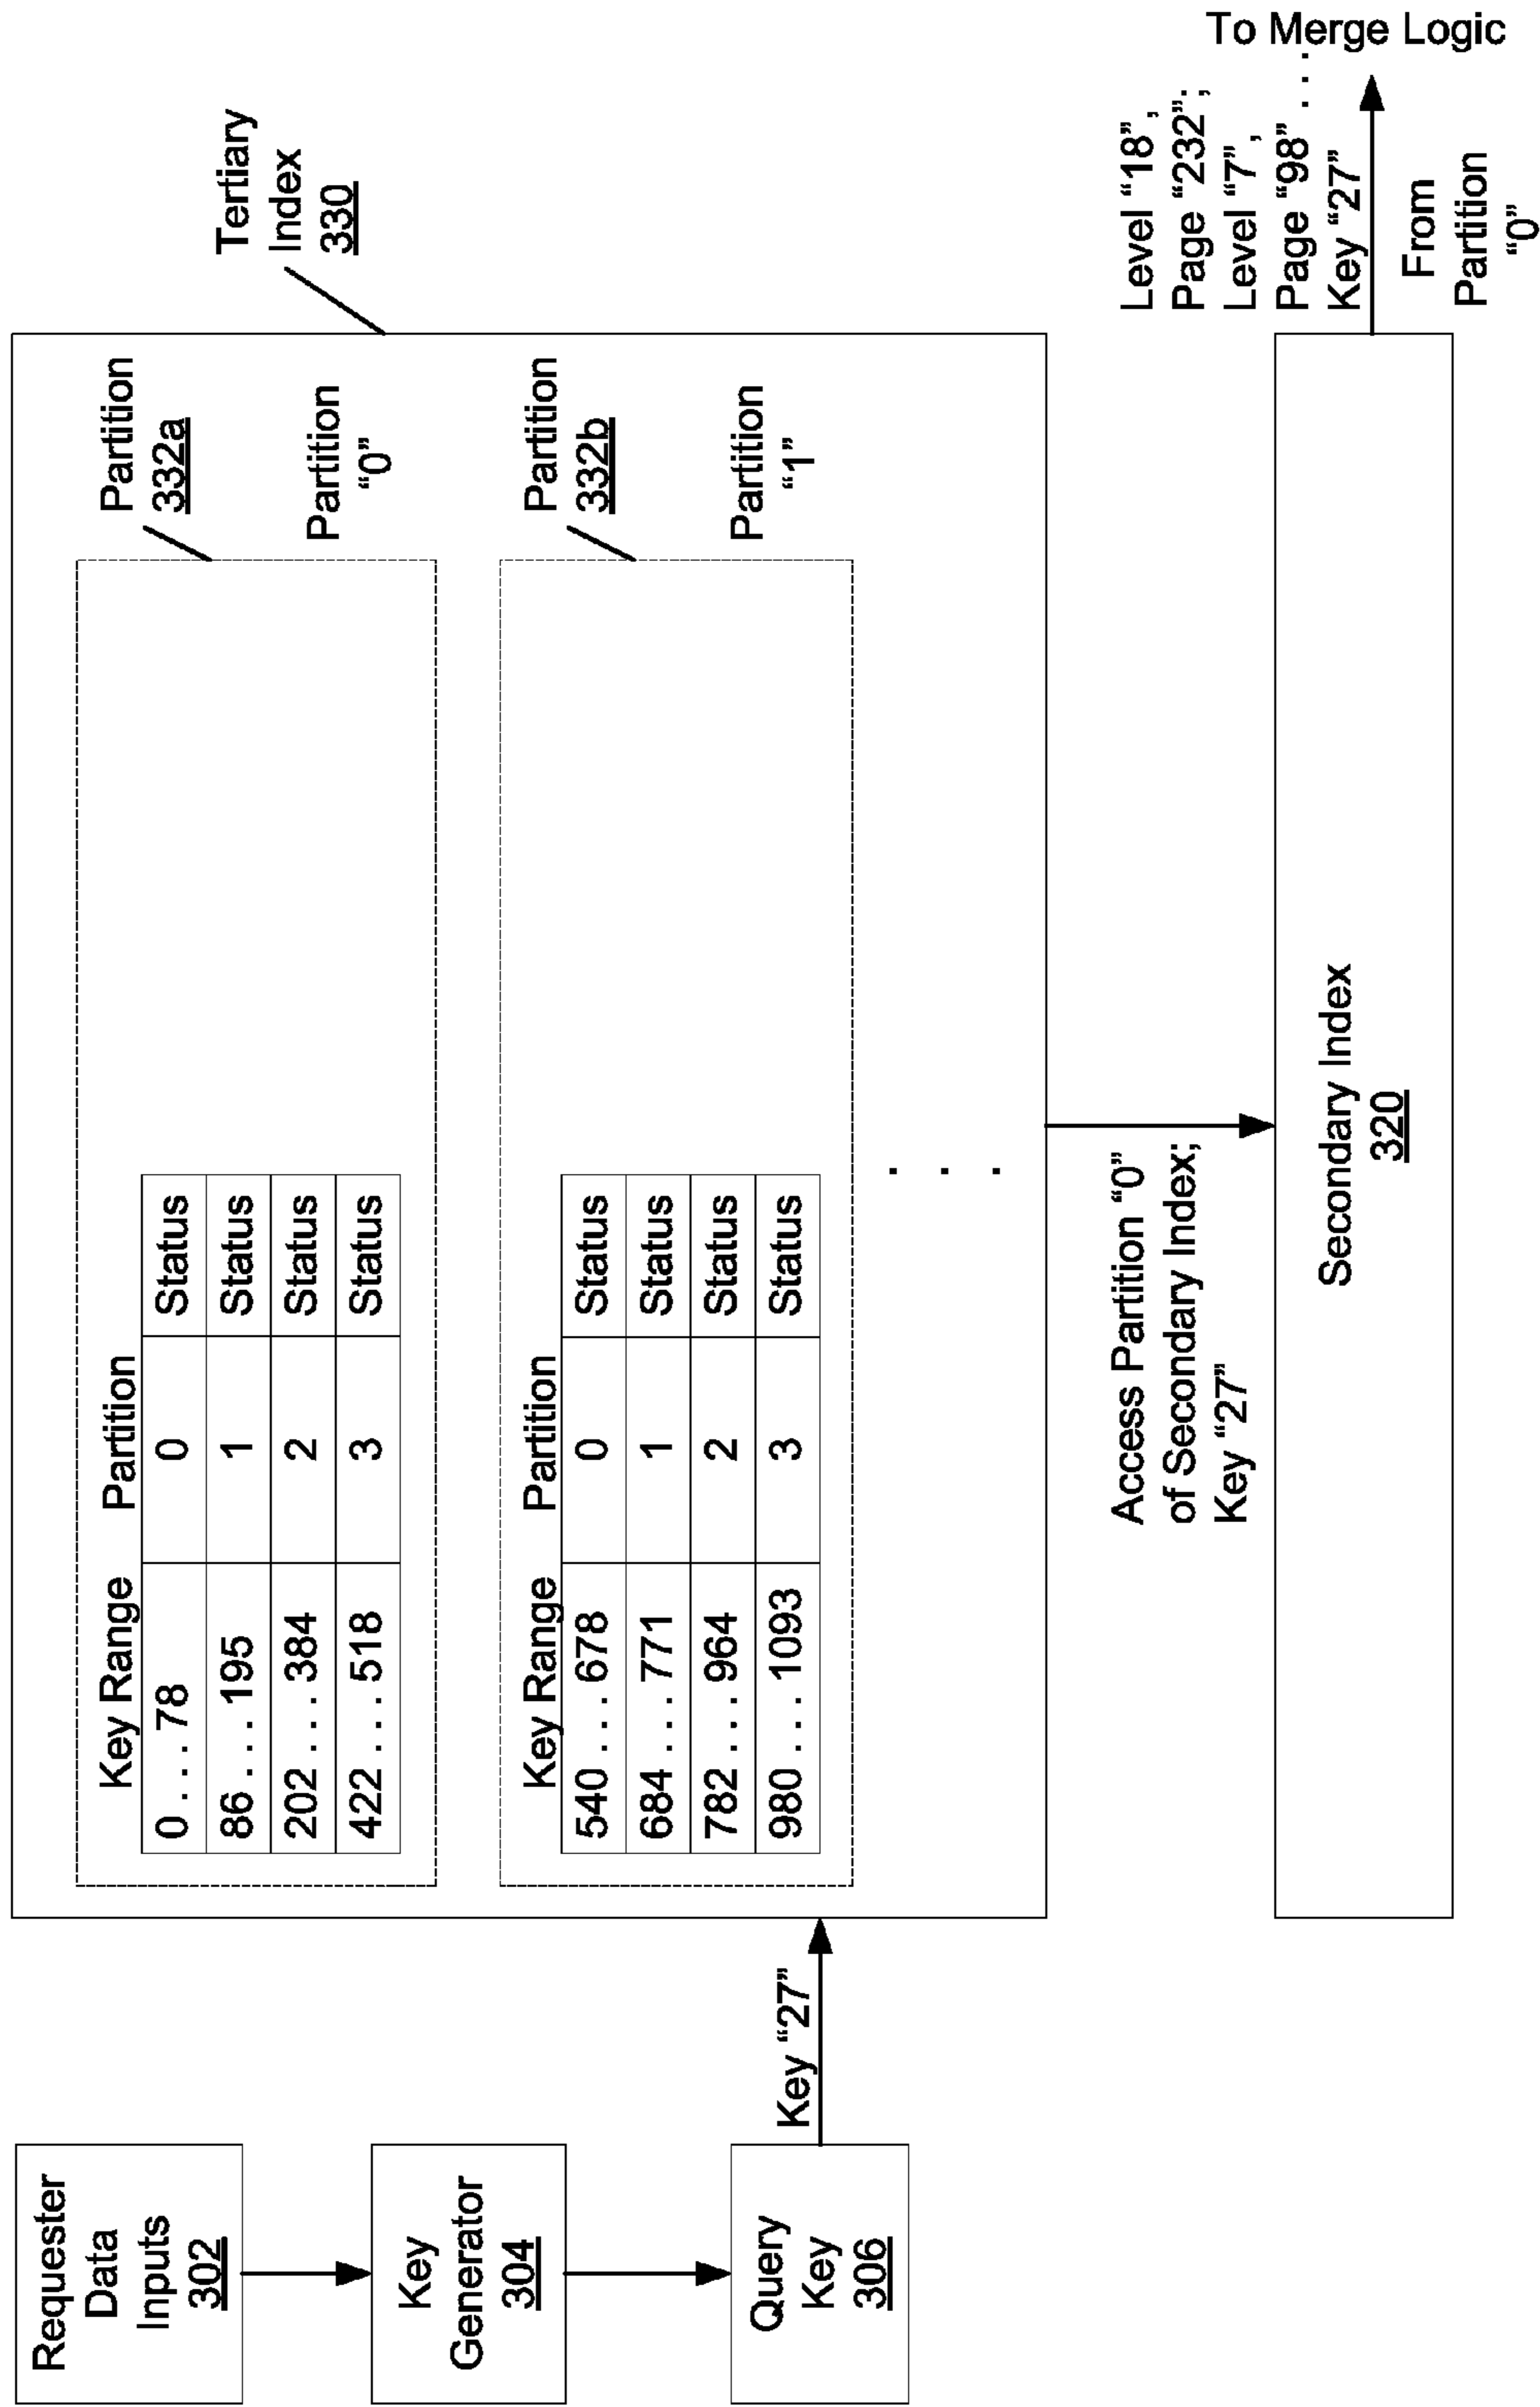 Requester
Data
Inputs
302
Key
Generator
304
Query
Key
306
Key “27”
Tertiary
Index
330
Partition
332a
Partition
“0”
Key Range Partition
0 . . . 78 0 Status
86 . . . 195 1 Status
202 . . . 384 2 Status
422 . . . 518 3 Status
Partition
332b
Partition
“1”
Key Range Partition
540 . . . 678 0 Status
684 . . . 771 1 Status
782 . . . 964 2 Status
980 . . . 1093 3 Status
. . .
Access Partition “0”
of Secondary Index;
Key “27”
Secondary Index
320
Level “18”,
Page “232”;
Level “7”,
Page “98” . . .
Key “27”
From
Partition
“0”
To Merge Logic